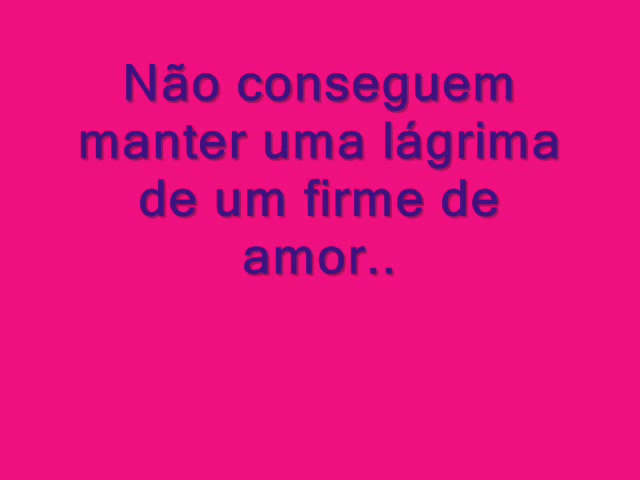 Não conseguem
manter uma lágrima
de um firme de
amor..